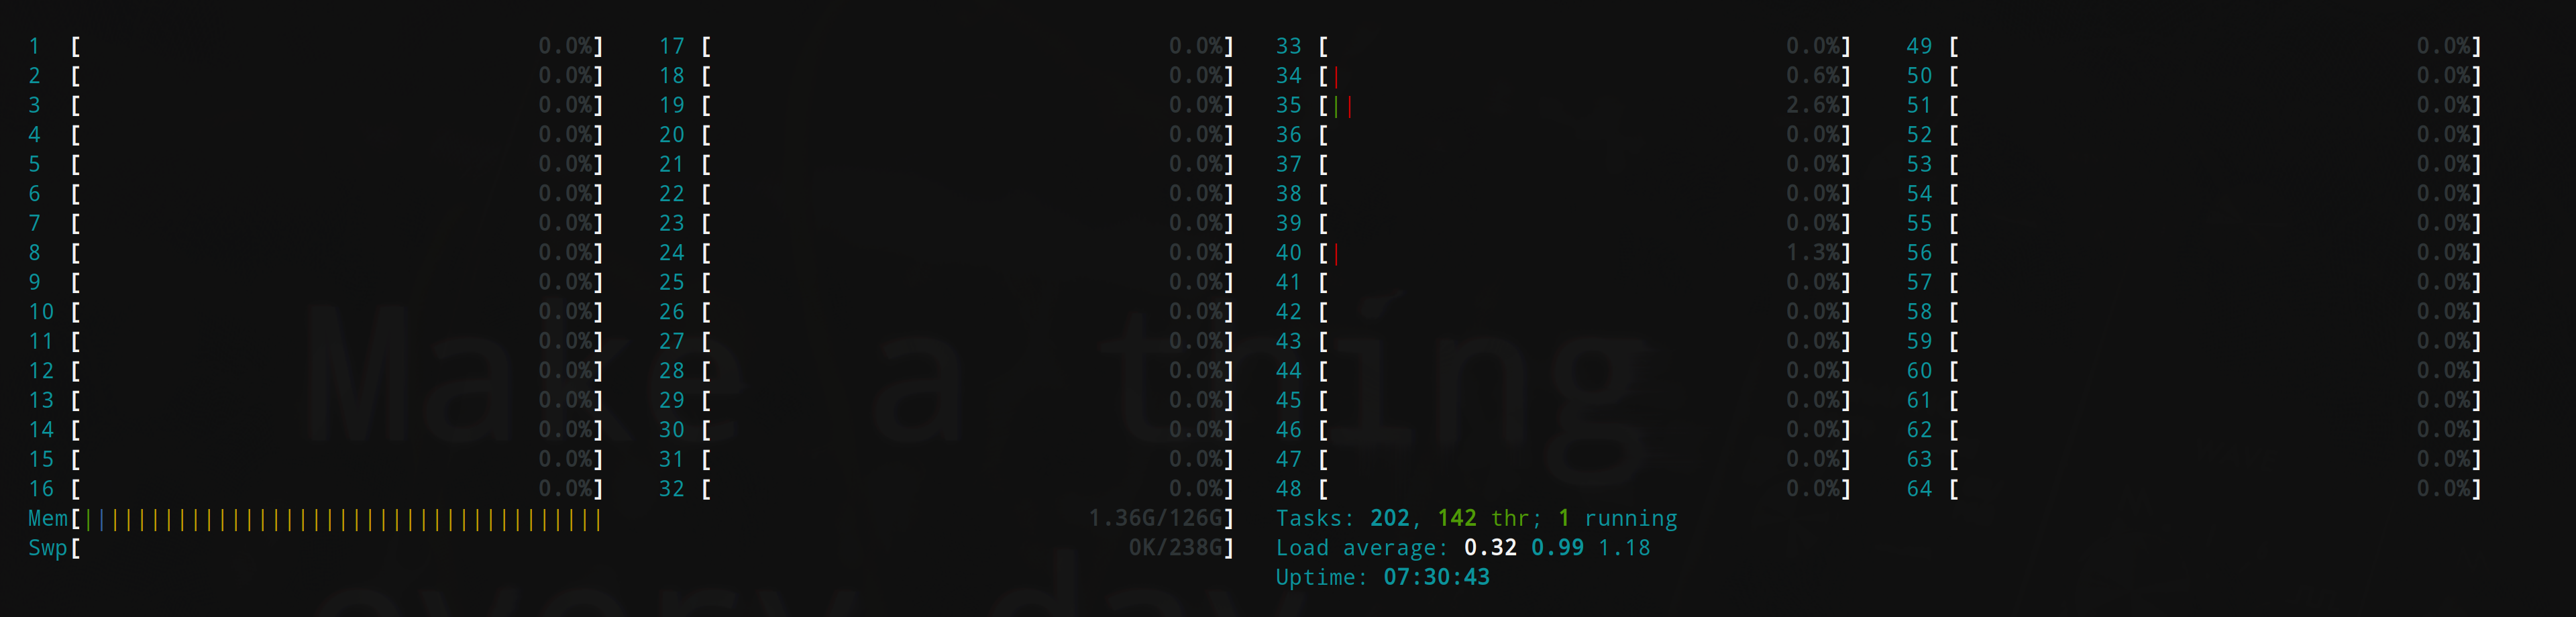 1 [ 0.0%] 17 [ 0.0%] 33 [ 0.0%] 49 [ 0.0%]
2 [ 0.0%] 18 [ 0.0%] 34 [| 0.6%] 50 [ 0.0%]
3 [ 0.0%] 19 [ 0.0%] 35 [|| 2.6%] 51 [ 0.0%]
4 [ 0.0%] 20 [ 0.0%] 36 [ 0.0%] 52 [ 0.0%]
5 [ 0.0%] 21 [ 0.0%] 37 [ 0.0%] 53 [ 0.0%]
6 [ 0.0%] 22 [ 0.0%] 38 [ 0.0%] 54 [ 0.0%]
7 [ 0.0%] 23 [ 0.0%] 39 [ 0.0%] 55 [ 0.0%]
8 [ 0.0%] 24 [ 0.0%] 40 [| 1.3%] 56 [ 0.0%]
9 [ 0.0%] 25 [ 0.0%] 41 [ 0.0%] 57 [ 0.0%]
10 [ 0.0%] 26 [ 0.0%] 42 [ 0.0%] 58 [ 0.0%]
11 [ 0.0%] 27 [ 0.0%] 43 [ 0.0%] 59 [ 0.0%]
12 [ 0.0%] 28 [ 0.0%] 44 [ 0.0%] 60 [ 0.0%]
13 [ 0.0%] 29 [ 0.0%] 45 [ 0.0%] 61 [ 0.0%]
14 [ 0.0%] 30 [ 0.0%] 46 [ 0.0%] 62 [ 0.0%]
15 [ 0.0%] 31 [ 0.0%] 47 [ 0.0%] 63 [ 0.0%]
16 [ 0.0%] 32 [ 0.0%] 48 [ 0.0%] 64 [ 0.0%]
Mem[||||||||||||||||||||||||||||||||||||||| 1.36G/126G] Tasks: 202, 142 thr; 1 running
Swp[ 0K/238G] Load average: 0.32 0.99 1.18
Uptime: 07:30:43
Make a thing
every day